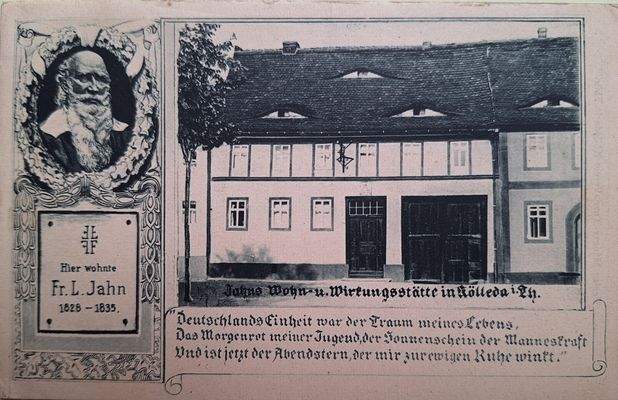 Hier wohnte
Fr. L. Jahn
1828 – 1835.
Jahns Wohn- u. Wirkungsstätte in Kölleda i. Th.
"Deutschlands Einheit war der Traum meines Lebens,
Das Morgenrot meiner Jugend, der Sonnenschein der Manneskraft
Und ist jetzt der Abendstern, der mir zur ewigen Ruhe winkt."